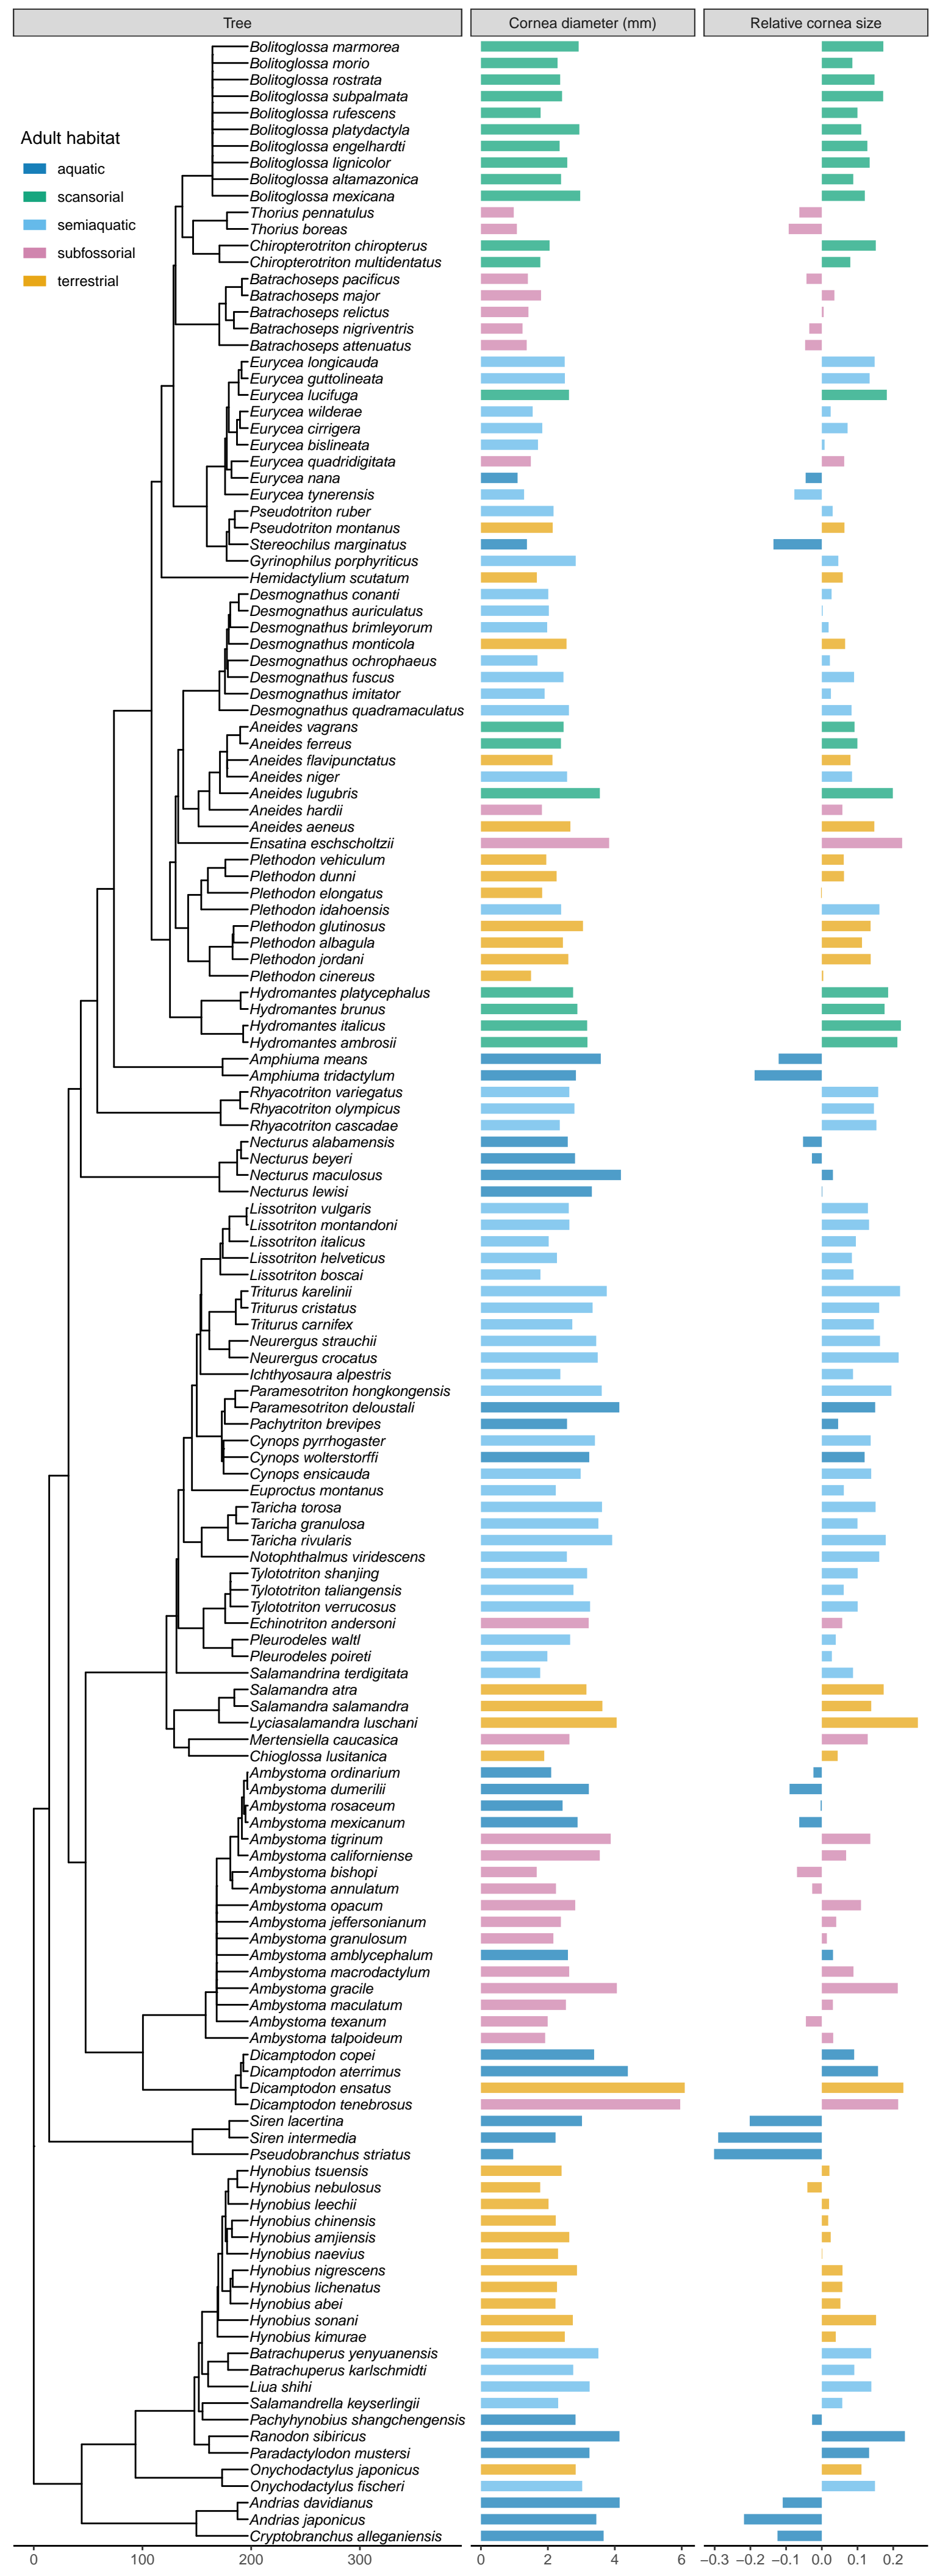 Tree
Cornea diameter (mm)
Relative cornea size
Adult habitat
aquatic
scansorial
semiaquatic
subfossorial
terrestrial
Bolitoglossa marmorea
Bolitoglossa morio
Bolitoglossa rostrata
Bolitoglossa subpalmata
Bolitoglossa rufescens
Bolitoglossa platydactyla
Bolitoglossa engelhardti
Bolitoglossa lignicolor
Bolitoglossa altamazonica
Bolitoglossa mexicana
Thorius pennatulus
Thorius boreas
Chiropterotriton chiropterus
Chiropterotriton multidentatus
Batrachoseps pacificus
Batrachoseps major
Batrachoseps relictus
Batrachoseps nigriventris
Batrachoseps attenuatus
Eurycea longicauda
Eurycea guttolineata
Eurycea lucifuga
Eurycea wilderae
Eurycea cirrigera
Eurycea bislineata
Eurycea quadridigitata
Eurycea nana
Eurycea tynerensis
Pseudotriton ruber
Pseudotriton montanus
Stereochilus marginatus
Gyrinophilus porphyriticus
Hemidactylium scutatum
Desmognathus conanti
Desmognathus auriculatus
Desmognathus brimleyorum
Desmognathus monticola
Desmognathus ochrophaeus
Desmognathus fuscus
Desmognathus imitator
Desmognathus quadramaculatus
Aneides vagrans
Aneides ferreus
Aneides flavipunctatus
Aneides niger
Aneides lugubris
Aneides hardii
Aneides aeneus
Ensatina eschscholtzii
Plethodon vehiculum
Plethodon dunni
Plethodon elongatus
Plethodon idahoensis
Plethodon glutinosus
Plethodon albagula
Plethodon jordani
Plethodon cinereus
Hydromantes platycephalus
Hydromantes brunus
Hydromantes italicus
Hydromantes ambrosii
Amphiuma means
Amphiuma tridactylum
Rhyacotriton variegatus
Rhyacotriton olympicus
Rhyacotriton cascadae
Necturus alabamensis
Necturus beyeri
Necturus maculosus
Necturus lewisi
Lissotriton vulgaris
Lissotriton montandoni
Lissotriton italicus
Lissotriton helveticus
Lissotriton boscai
Triturus karelinii
Triturus cristatus
Triturus carnifex
Neurergus strauchii
Neurergus crocatus
Ichthyosaura alpestris
Paramesotriton hongkongensis
Paramesotriton deloustali
Pachytriton brevipes
Cynops pyrrhogaster
Cynops wolterstorffi
Cynops ensicauda
Euproctus montanus
Taricha torosa
Taricha granulosa
Taricha rivularis
Notophthalmus viridescens
Tylototriton shanjing
Tylototriton taliangensis
Tylototriton verrucosus
Echinotriton andersoni
Pleurodeles waltl
Pleurodeles poireti
Salamandrina terdigitata
Salamandra atra
Salamandra salamandra
Lyciasalamandra luschani
Mertensiella caucasica
Chioglossa lusitanica
Ambystoma ordinarium
Ambystoma dumerilii
Ambystoma rosaceum
Ambystoma mexicanum
Ambystoma tigrinum
Ambystoma californiense
Ambystoma bishopi
Ambystoma annulatum
Ambystoma opacum
Ambystoma jeffersonianum
Ambystoma granulosum
Ambystoma amblycephalum
Ambystoma macrodactylum
Ambystoma gracile
Ambystoma maculatum
Ambystoma texanum
Ambystoma talpoideum
Dicamptodon copei
Dicamptodon aterrimus
Dicamptodon ensatus
Dicamptodon tenebrosus
Siren lacertina
Siren intermedia
Pseudobranchus striatus
Hynobius tsuensis
Hynobius nebulosus
Hynobius leechii
Hynobius chinensis
Hynobius amjiensis
Hynobius naevius
Hynobius nigrescens
Hynobius lichenatus
Hynobius abei
Hynobius sonani
Hynobius kimurae
Batrachuperus yenyuanensis
Batrachuperus karlschmidti
Liua shihi
Salamandrella keyserlingii
Pachyhynobius shangchengensis
Ranodon sibiricus
Paradactylodon mustersi
Onychodactylus japonicus
Onychodactylus fischeri
Andrias davidianus
Andrias japonicus
Cryptobranchus alleganiensis
0 100 200 300
0 2 4 6
−0.3 −0.2 −0.1 0.0 0.1 0.2